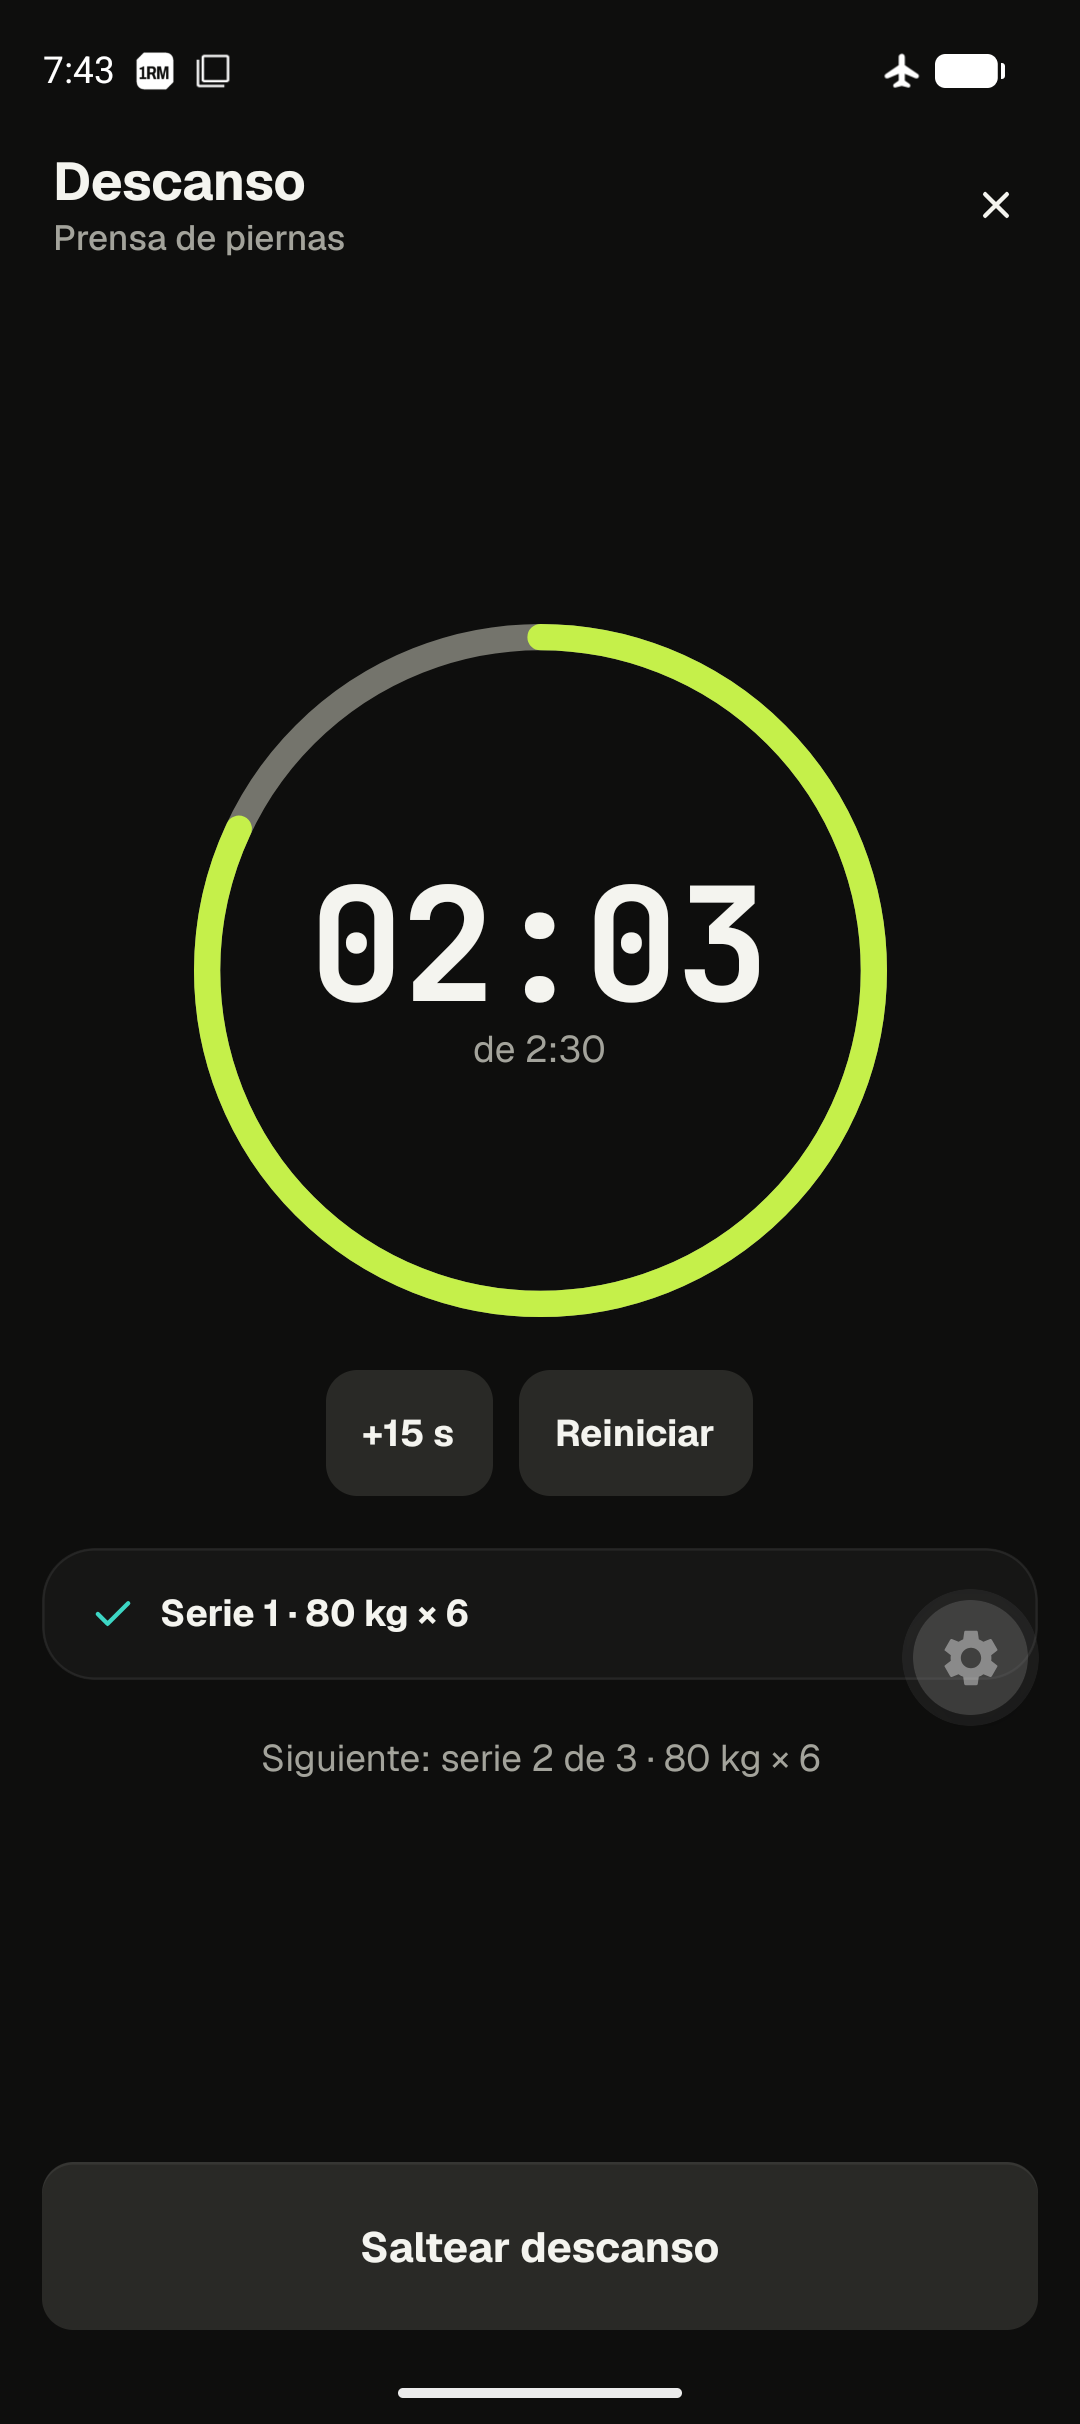 7:43 1RM
Descanso
Prensa de piernas
02:03
de 2:30
+15 s Reiniciar
Serie 1 · 80 kg × 6
Siguiente: serie 2 de 3 · 80 kg × 6
Saltear descanso